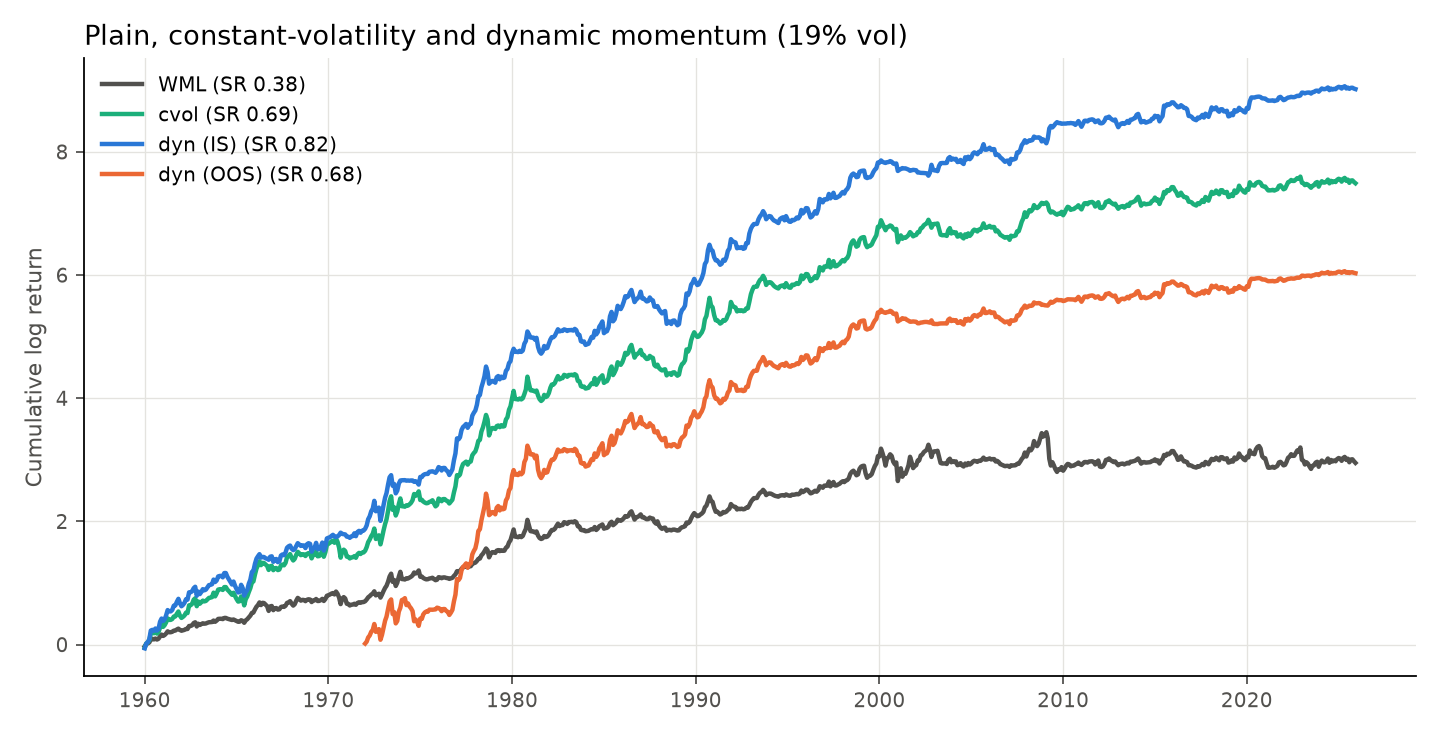 Plain, constant-volatility and dynamic momentum (19% vol)
WML (SR 0.38)
cvol (SR 0.69)
dyn (IS) (SR 0.82)
dyn (OOS) (SR 0.68)
Cumulative log return
8
6
4
2
0
1960 1970 1980 1990 2000 2010 2020